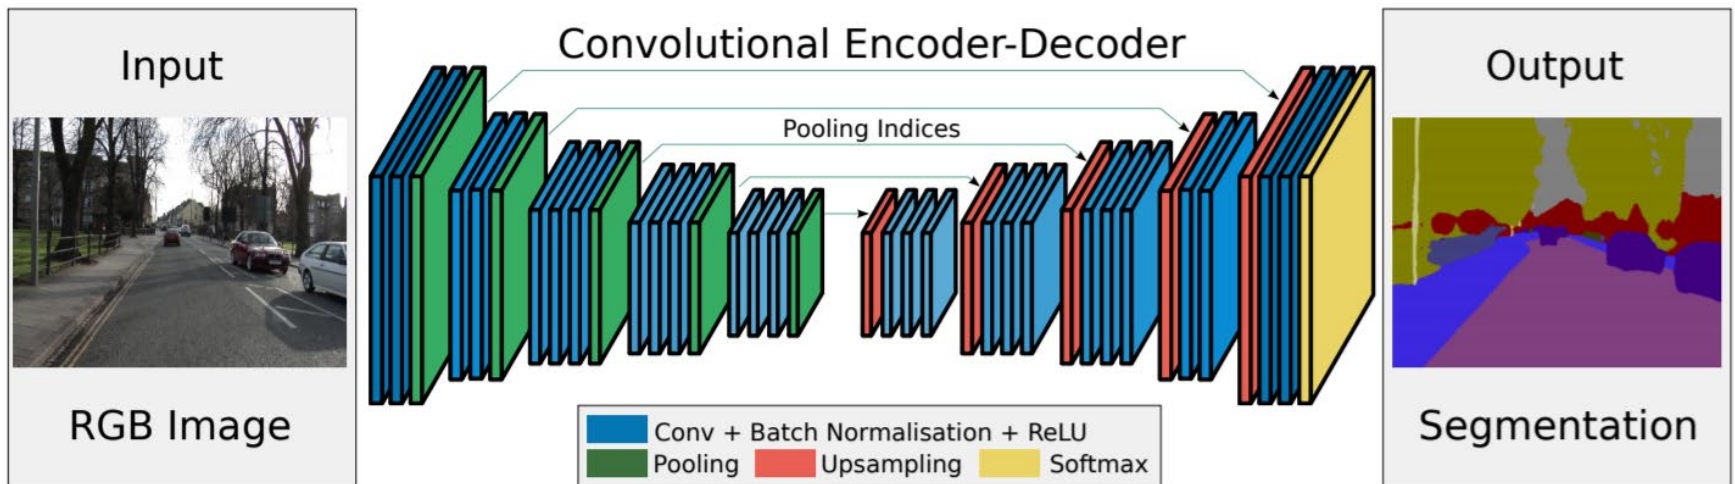 Input
RGB Image
Convolutional Encoder-Decoder
Pooling Indices
Conv + Batch Normalisation + ReLU
Pooling Upsampling Softmax
Output
Segmentation